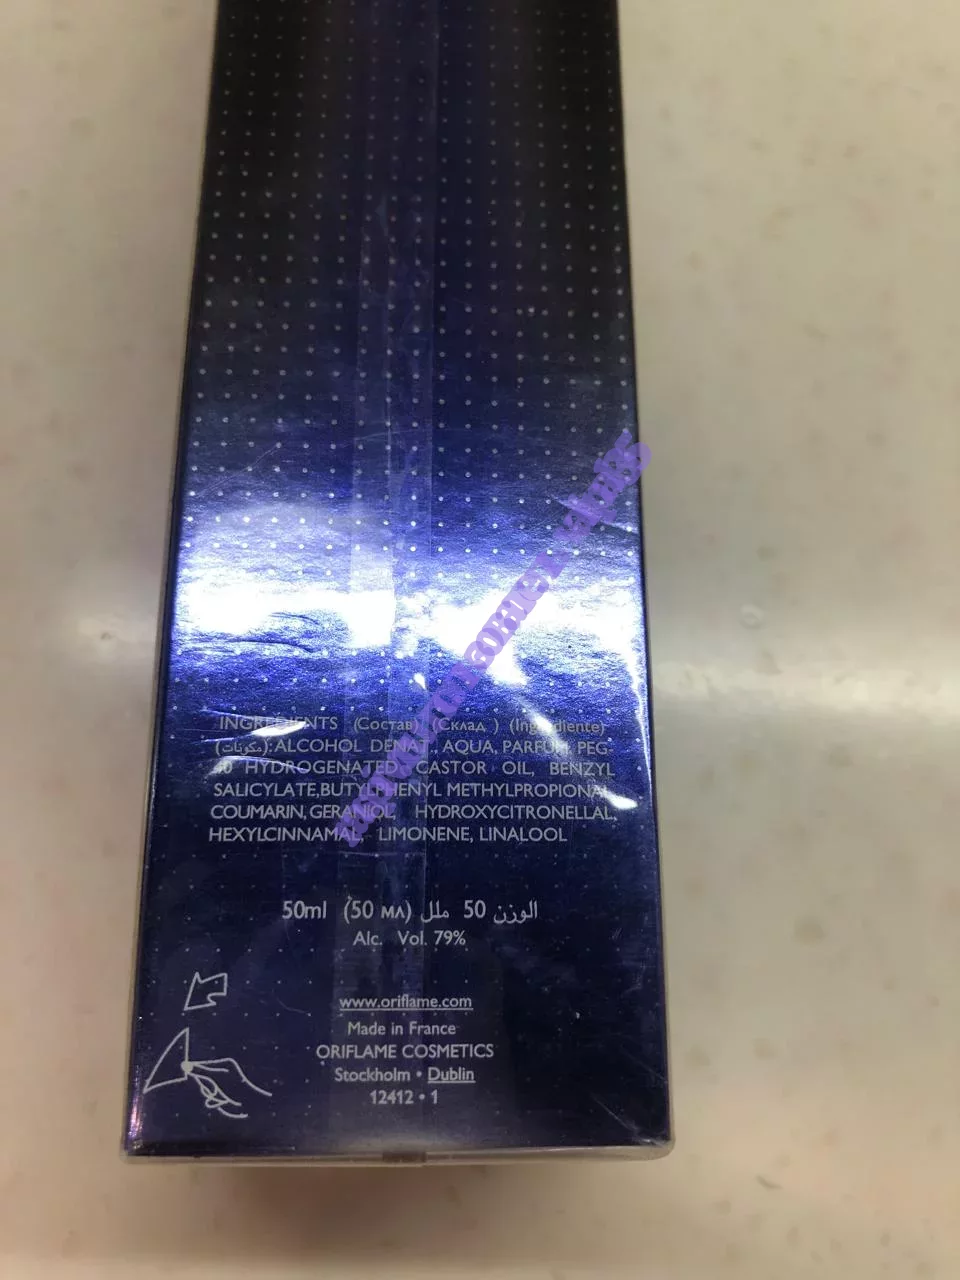 INGREDIENTS (Состав) (Склад ) (Ingrediente)
(مكونات):ALCOHOL DENAT., AQUA, PARFUM, PEG-
40 HYDROGENATED CASTOR OIL, BENZYL
SALICYLATE,BUTYLPHENYL METHYLPROPIONAL,
COUMARIN, GERANIOL, HYDROXYCITRONELLAL,
HEXYLCINNAMAL, LIMONENE, LINALOOL
50ml (50 мл) الوزن 50 ملل
Alc. Vol. 79%
www.oriflame.com
Made in France
ORIFLAME COSMETICS
Stockholm • Dublin
12412 • 1